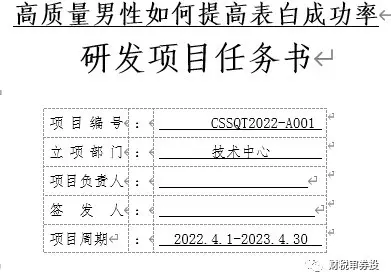 高质量男性如何提高表白成功率
研发项目任务书
项目编号：CSSQT2022-A001
立项部门：技术中心
项目负责人：
签发人：
项目周期：2022.4.1-2023.4.30
财税审券投